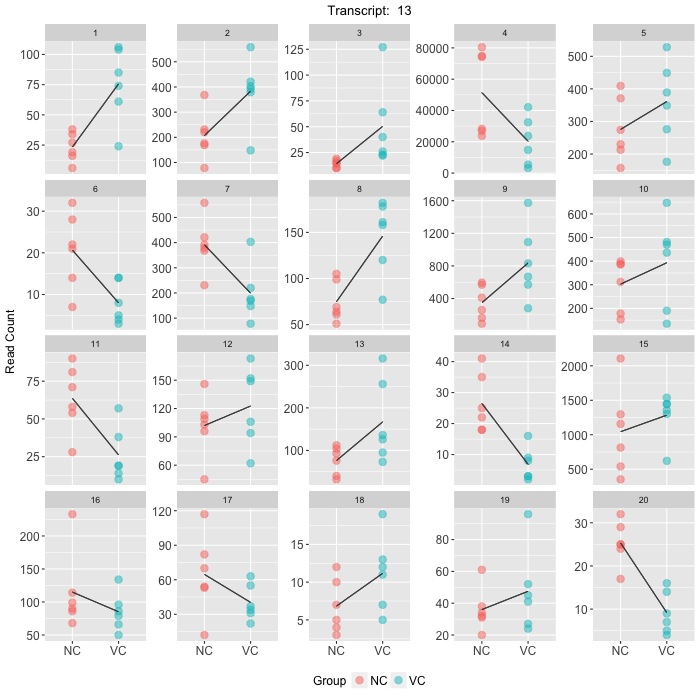 Transcript: 13
1 2 3 4 5
100 75 50 25
500 400 300 200 100
125 100 75 50 25
80000 60000 40000 20000 0
500 400 300 200
6 7 8 9 10
30 20 10
500 400 300 200 100
150 100 50
1600 1200 800 400
600 500 400 300 200
Read Count
11 12 13 14 15
75 50 25
150 120 90 60
300 200 100
40 30 20 10
2000 1500 1000 500
16 17 18 19 20
200 150 100 50
120 90 60 30
15 10 5
80 60 40 20
30 20 10
NC VC NC VC NC VC NC VC NC VC
Group NC VC